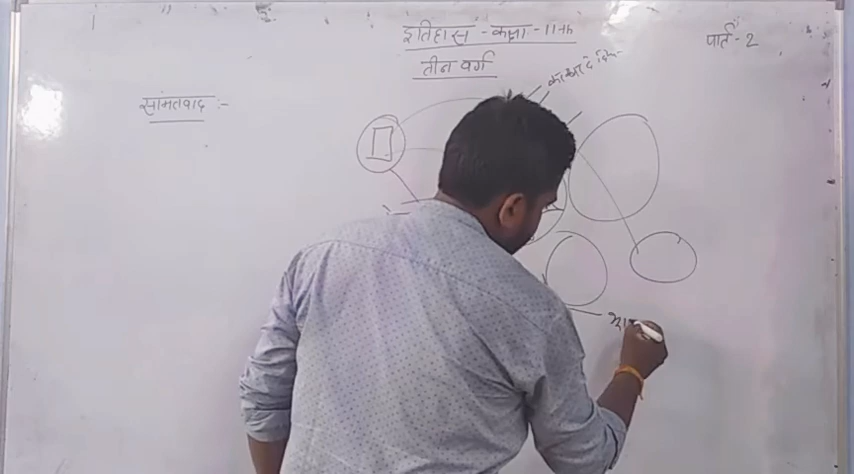 इतिहास - कक्षा - 11th
पार्ट - 2
तीन वर्ग
सामंतवाद :-